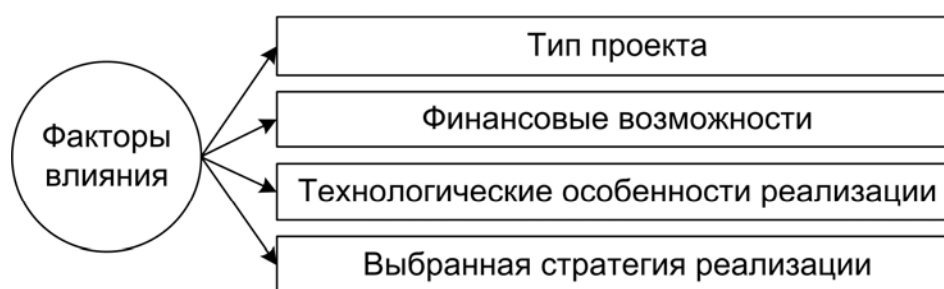 Факторы
влияния
Тип проекта
Финансовые возможности
Технологические особенности реализации
Выбранная стратегия реализации